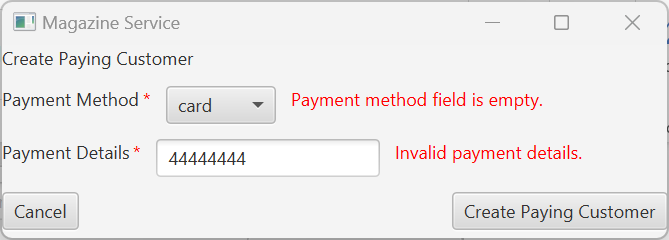 Magazine Service
Create Paying Customer
Payment Method * card Payment method field is empty.
Payment Details * 44444444 Invalid payment details.
Cancel Create Paying Customer